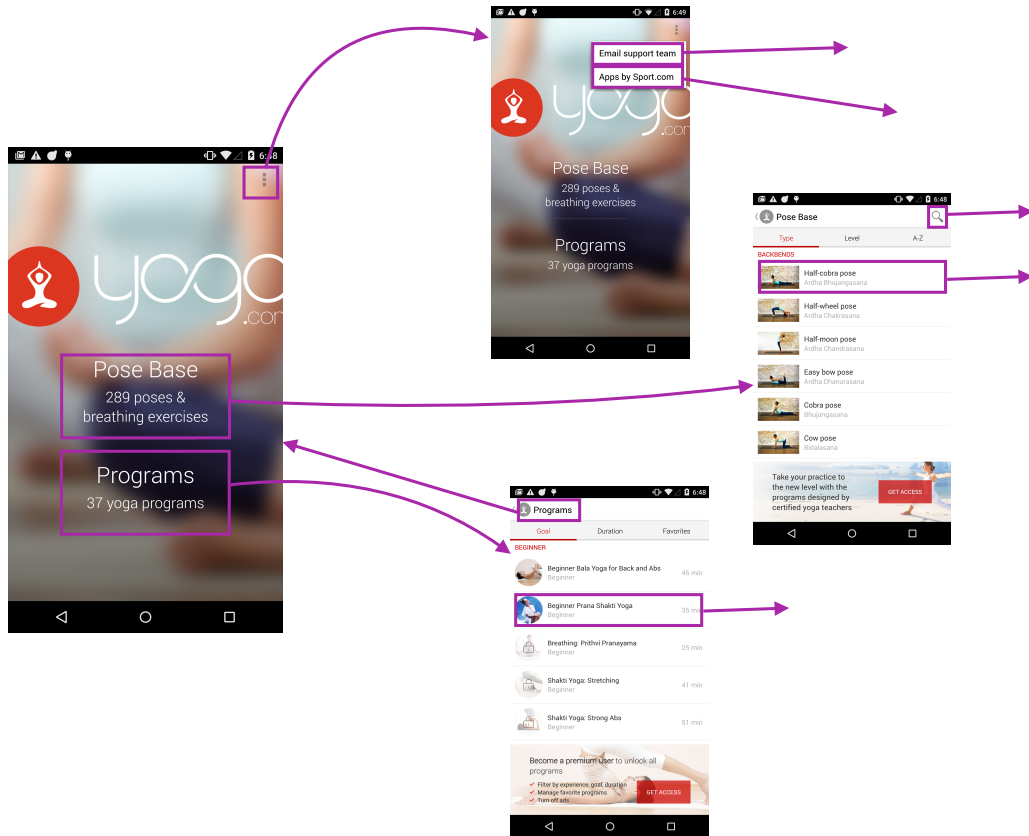 6:48
yoga
.com
Pose Base
289 poses &
breathing exercises
Programs
37 yoga programs
6:49
Email support team
Apps by Sport.com
yoga
.com
Pose Base
289 poses &
breathing exercises
Programs
37 yoga programs
6:48
Pose Base
Type Level A-Z
BACKBENDS
Half-cobra pose
Ardha Bhujangasana
Half-wheel pose
Ardha Chakrasana
Half-moon pose
Ardha Chandrasana
Easy bow pose
Ardha Dhanurasana
Cobra pose
Bhujangasana
Cow pose
Bidalasana
Take your practice to
the new level with the
programs designed by
certified yoga teachers
GET ACCESS
6:48
Programs
Goal Duration Favorites
BEGINNER
Beginner Bala Yoga for Back and Abs
Beginner
45 min
Beginner Prana Shakti Yoga
Beginner
35 min
Breathing: Prithvi Pranayama
Beginner
25 min
Shakti Yoga: Stretching
Beginner
41 min
Shakti Yoga: Strong Abs
Beginner
51 min
Become a premium user to unlock all
programs
Filter by experience, goal, duration
Manage favorite programs
Turn off ads
GET ACCESS